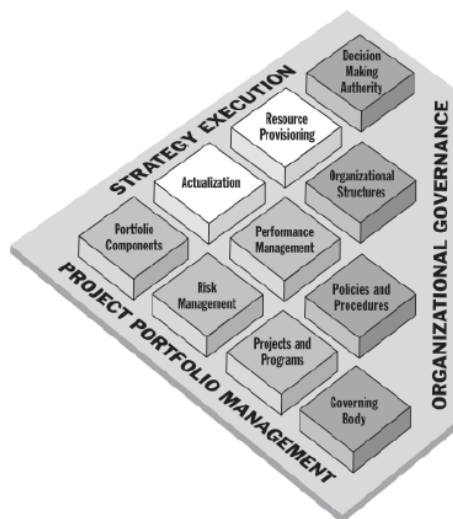 STRATEGY EXECUTION
Decision
Making
Authority
Resource
Provisioning
Actualization
Organizational
Structures
Portfolio
Components
Performance
Management
Risk
Management
Policies and
Procedures
Projects and
Programs
Governing
Body
PROJECT PORTFOLIO MANAGEMENT
ORGANIZATIONAL GOVERNANCE